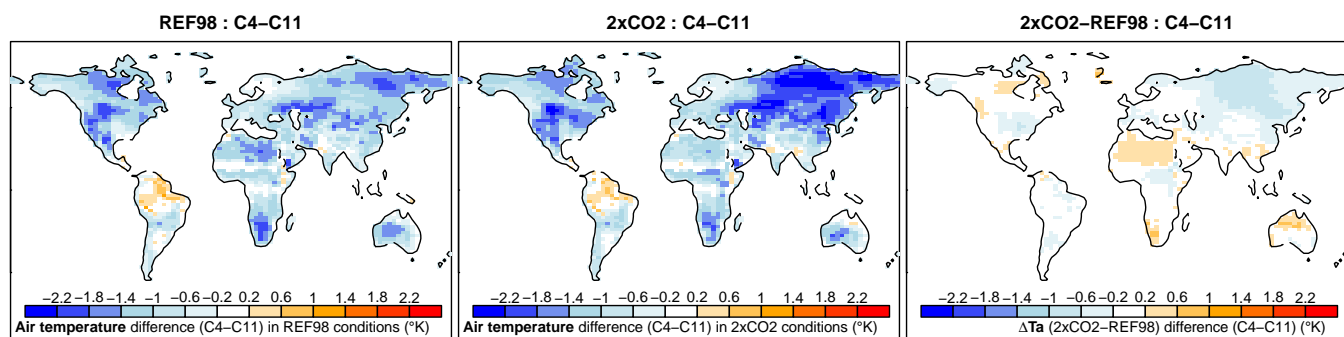 REF98 : C4−C11
2xCO2 : C4−C11
2xCO2−REF98 : C4−C11
−2.2 −1.8 −1.4 −1 −0.6 −0.2 0.2 0.6 1 1.4 1.8 2.2
Air temperature difference (C4−C11) in REF98 conditions (°K)
−2.2 −1.8 −1.4 −1 −0.6 −0.2 0.2 0.6 1 1.4 1.8 2.2
Air temperature difference (C4−C11) in 2xCO2 conditions (°K)
−2.2 −1.8 −1.4 −1 −0.6 −0.2 0.2 0.6 1 1.4 1.8 2.2
ΔTa (2xCO2−REF98) difference (C4−C11) (°K)